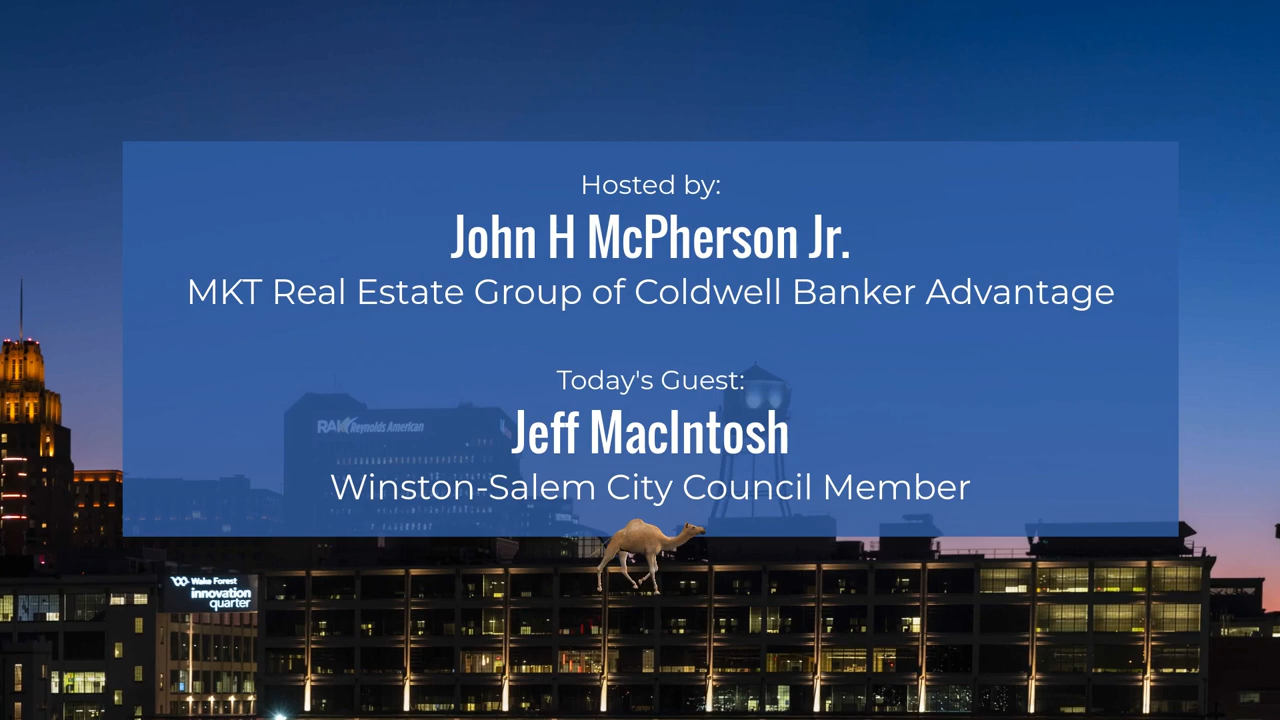 Hosted by:
John H McPherson Jr.
MKT Real Estate Group of Coldwell Banker Advantage
Today's Guest:
RAI Reynolds American
Jeff MacIntosh
Winston-Salem City Council Member
Wake Forest
innovation
quarter